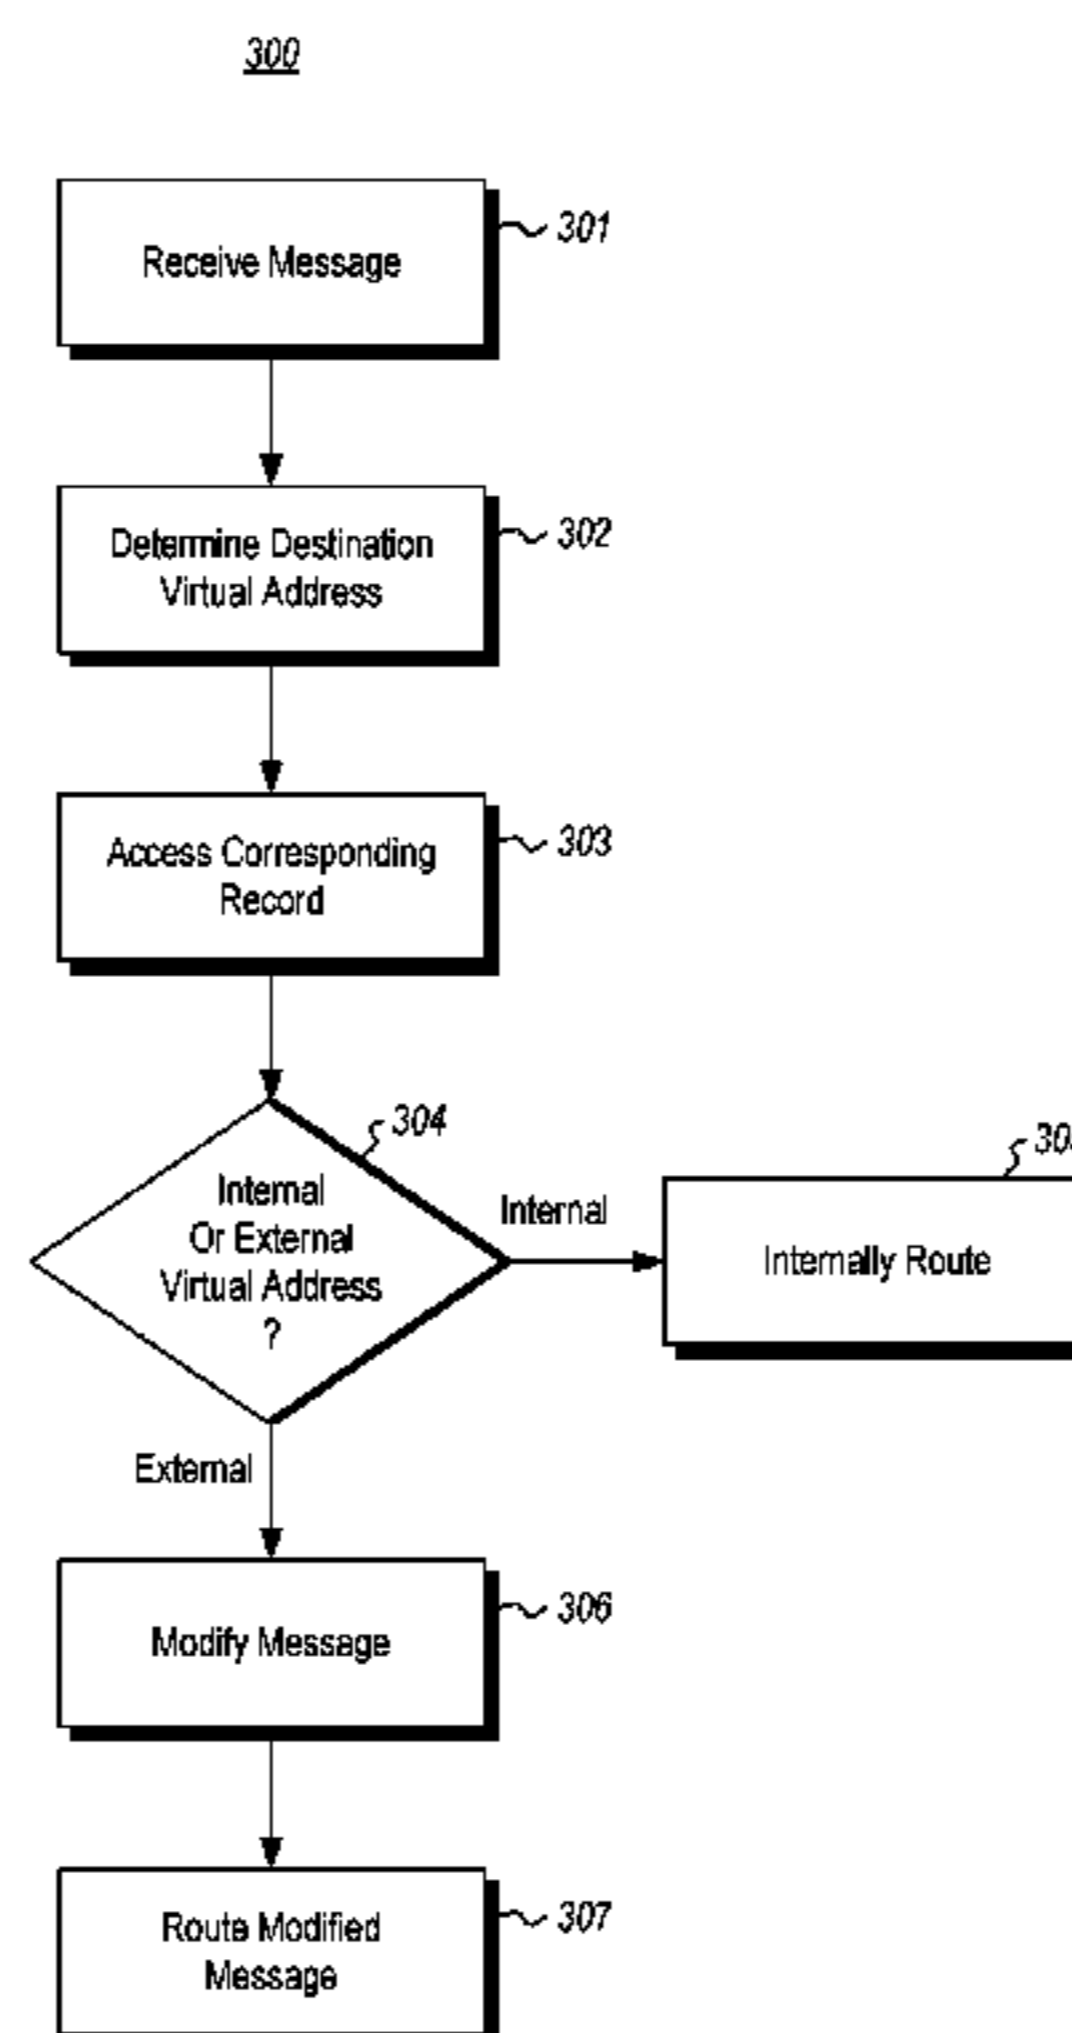 300
Receive Message
301
Determine Destination
Virtual Address
302
Access Corresponding
Record
303
304
Internal
Or External
Virtual Address
?
Internal
Internally Route
External
Modify Message
306
Route Modified
Message
307